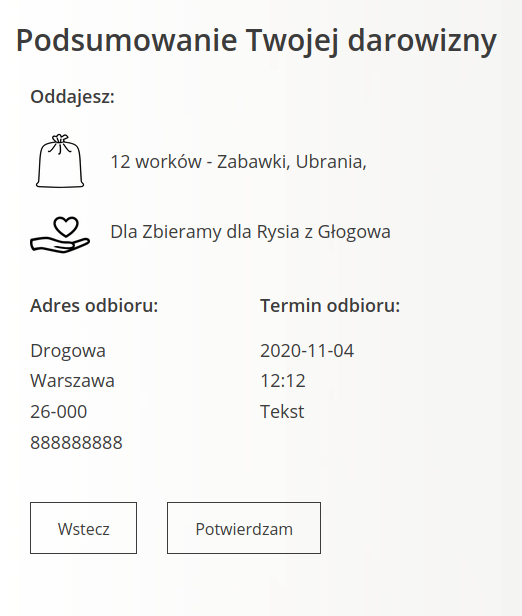 Podsumowanie Twojej darowizny
Oddajesz:
12 worków - Zabawki, Ubrania,
Dla Zbieramy dla Rysia z Głogowa
Adres odbioru:
Drogowa
Warszawa
26-000
888888888
Termin odbioru:
2020-11-04
12:12
Tekst
Wstecz
Potwierdzam